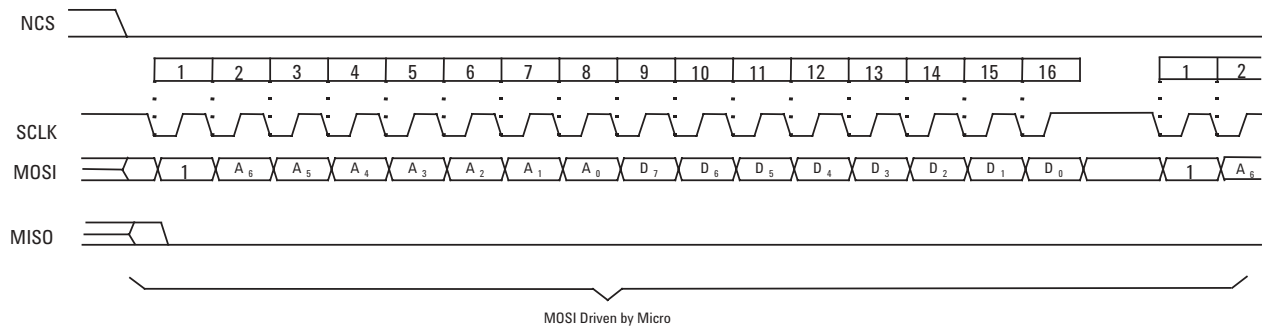 NCS
1 2 3 4 5 6 7 8 9 10 11 12 13 14 15 16 1 2
SCLK
MOSI 1 A6 A5 A4 A3 A2 A1 A0 D7 D6 D5 D4 D3 D2 D1 D0 1 A6
MISO
MOSI Driven by Micro